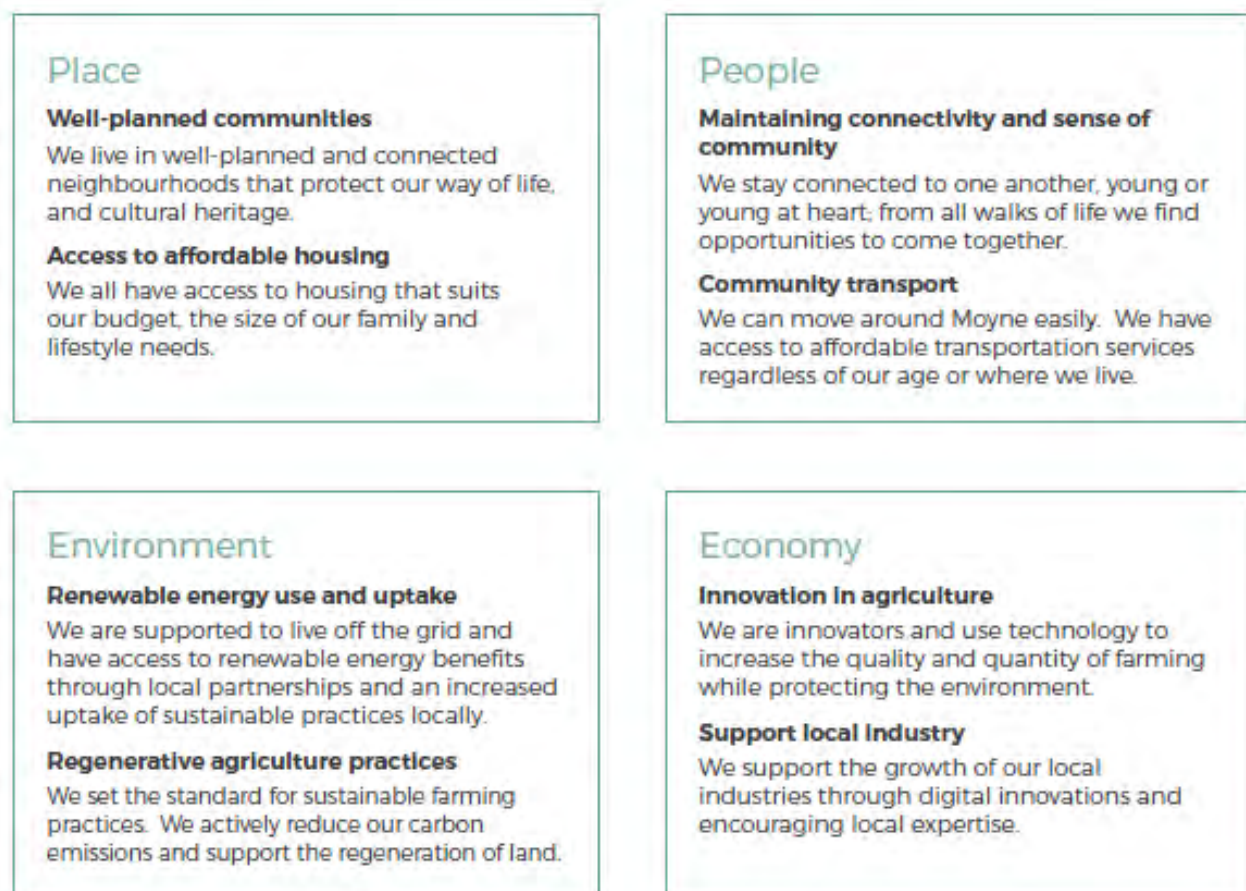 Place
Well-planned communities
We live in well-planned and connected
neighbourhoods that protect our way of life,
and cultural heritage.
Access to affordable housing
We all have access to housing that suits
our budget, the size of our family and
lifestyle needs.
People
Maintaining connectivity and sense of
community
We stay connected to one another, young or
young at heart; from all walks of life we find
opportunities to come together.
Community transport
We can move around Moyne easily. We have
access to affordable transportation services
regardless of our age or where we live.
Environment
Renewable energy use and uptake
We are supported to live off the grid and
have access to renewable energy benefits
through local partnerships and an increased
uptake of sustainable practices locally.
Regenerative agriculture practices
We set the standard for sustainable farming
practices. We actively reduce our carbon
emissions and support the regeneration of land.
Economy
Innovation in agriculture
We are innovators and use technology to
increase the quality and quantity of farming
while protecting the environment.
Support local industry
We support the growth of our local
industries through digital innovations and
encouraging local expertise.